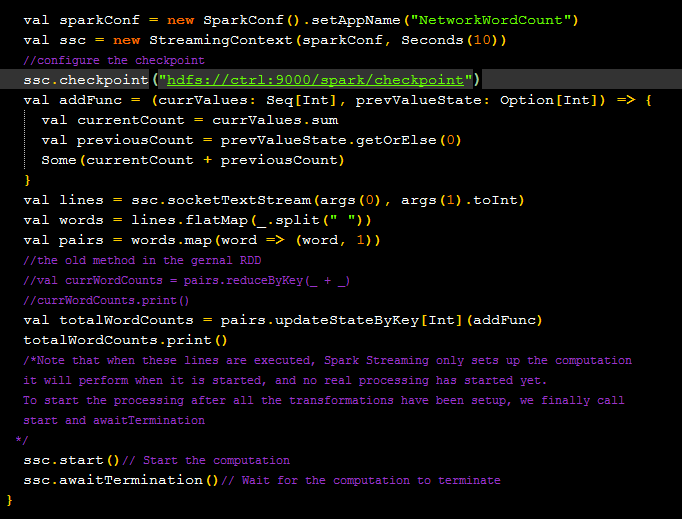 val sparkConf = new SparkConf().setAppName("NetworkWordCount")
val ssc = new StreamingContext(sparkConf, Seconds(10))
//configure the checkpoint
ssc.checkpoint("hdfs://ctrl:9000/spark/checkpoint")
val addFunc = (currValues: Seq[Int], prevValueState: Option[Int]) => {
val currentCount = currValues.sum
val previousCount = prevValueState.getOrElse(0)
Some(currentCount + previousCount)
}
val lines = ssc.socketTextStream(args(0), args(1).toInt)
val words = lines.flatMap(_.split(" "))
val pairs = words.map(word => (word, 1))
//the old method in the gernal RDD
//val currWordCounts = pairs.reduceByKey(_ + _)
//currWordCounts.print()
val totalWordCounts = pairs.updateStateByKey[Int](addFunc)
totalWordCounts.print()
/*Note that when these lines are executed, Spark Streaming only sets up the computation
it will perform when it is started, and no real processing has started yet.
To start the processing after all the transformations have been setup, we finally call
start and awaitTermination
*/
ssc.start()// Start the computation
ssc.awaitTermination()// Wait for the computation to terminate
}